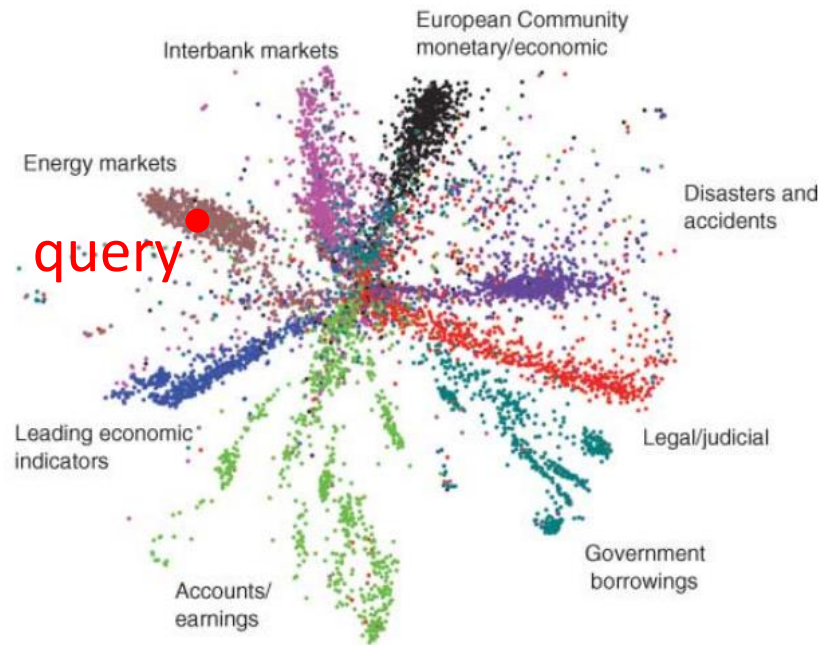 European Community
monetary/economic
Interbank markets
Energy markets
Disasters and
accidents
query
Leading economic
indicators
Legal/judicial
Government
borrowings
Accounts/
earnings